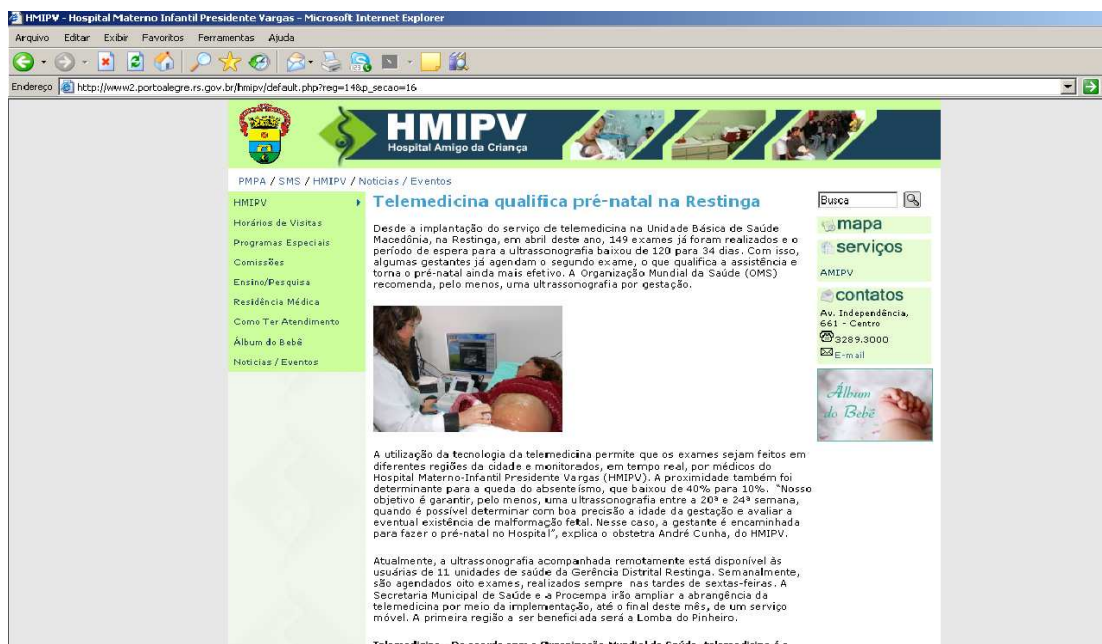 HMIPV - Hospital Materno Infantil Presidente Vargas - Microsoft Internet Explorer
Arquivo Editar Exibir Favoritos Ferramentas Ajuda
Endereço http://www2.portoalegre.rs.gov.br/hmipv/default.php?reg=14&p_secao=16
HMIPV
Hospital Amigo da Criança
PMPA / SMS / HMIPV / Noticias / Eventos
HMIPV
Horários de Visitas
Programas Especiais
Comissões
Ensino/Pesquisa
Residência Médica
Como Ter Atendimento
Álbum do Bebê
Noticias / Eventos
Telemedicina qualifica pré-natal na Restinga
Desde a implantação do serviço de telemedicina na Unidade Básica de Saúde
Macedônia, na Restinga, em abril deste ano, 149 exames já foram realizados e o
período de espera para a ultrassonografia baixou de 120 para 34 dias. Com isso,
algumas gestantes já agendam o segundo exame, o que qualifica a assistência e
torna o pré-natal ainda mais efetivo. A Organização Mundial da Saúde (OMS)
recomenda, pelo menos, uma ultrassonografia por gestação.
A utilização da tecnologia da telemedicina permite que os exames sejam feitos em
diferentes regiões da cidade e monitorados, em tempo real, por médicos do
Hospital Materno-Infantil Presidente Vargas (HMIPV). A proximidade também foi
determinante para a queda do absenteísmo, que baixou de 40% para 10%. "Nosso
objetivo é garantir, pelo menos, uma ultrassonografia entre a 20ª e 24ª semana,
quando é possível determinar com boa precisão a idade da gestação e avaliar a
eventual existência de malformação fetal. Nesse caso, a gestante é encaminhada
para fazer o pré-natal no Hospital", explica o obstetra André Cunha, do HMIPV.
Atualmente, a ultrassonografia acompanhada remotamente está disponível às
usuárias de 11 unidades de saúde da Gerência Distrital Restinga. Semanalmente,
são agendados oito exames, realizados sempre nas tardes de sextas-feiras. A
Secretaria Municipal de Saúde e a Procempa irão ampliar a abrangência da
telemedicina por meio da implementação, até o final deste mês, de um serviço
móvel. A primeira região a ser beneficiada será a Lomba do Pinheiro.
Telemedicina - De acordo com a Organização Mundial da Saúde, telemedicina é a
Busca
mapa
serviços
AMIPV
contatos
Av. Independência,
661 - Centro
3289.3000
E-mail
Álbum
do Bebê